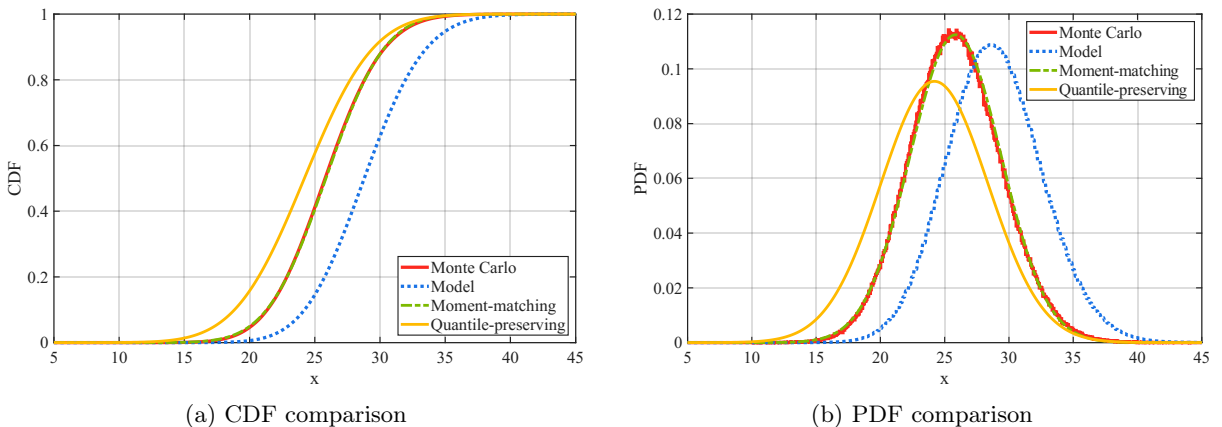 1
0.8
0.6
0.4
0.2
0
CDF
5 10 15 20 25 30 35 40 45
x
Monte Carlo
Model
Moment-matching
Quantile-preserving
(a) CDF comparison
0.12
0.1
0.08
0.06
0.04
0.02
0
PDF
5 10 15 20 25 30 35 40 45
x
Monte Carlo
Model
Moment-matching
Quantile-preserving
(b) PDF comparison